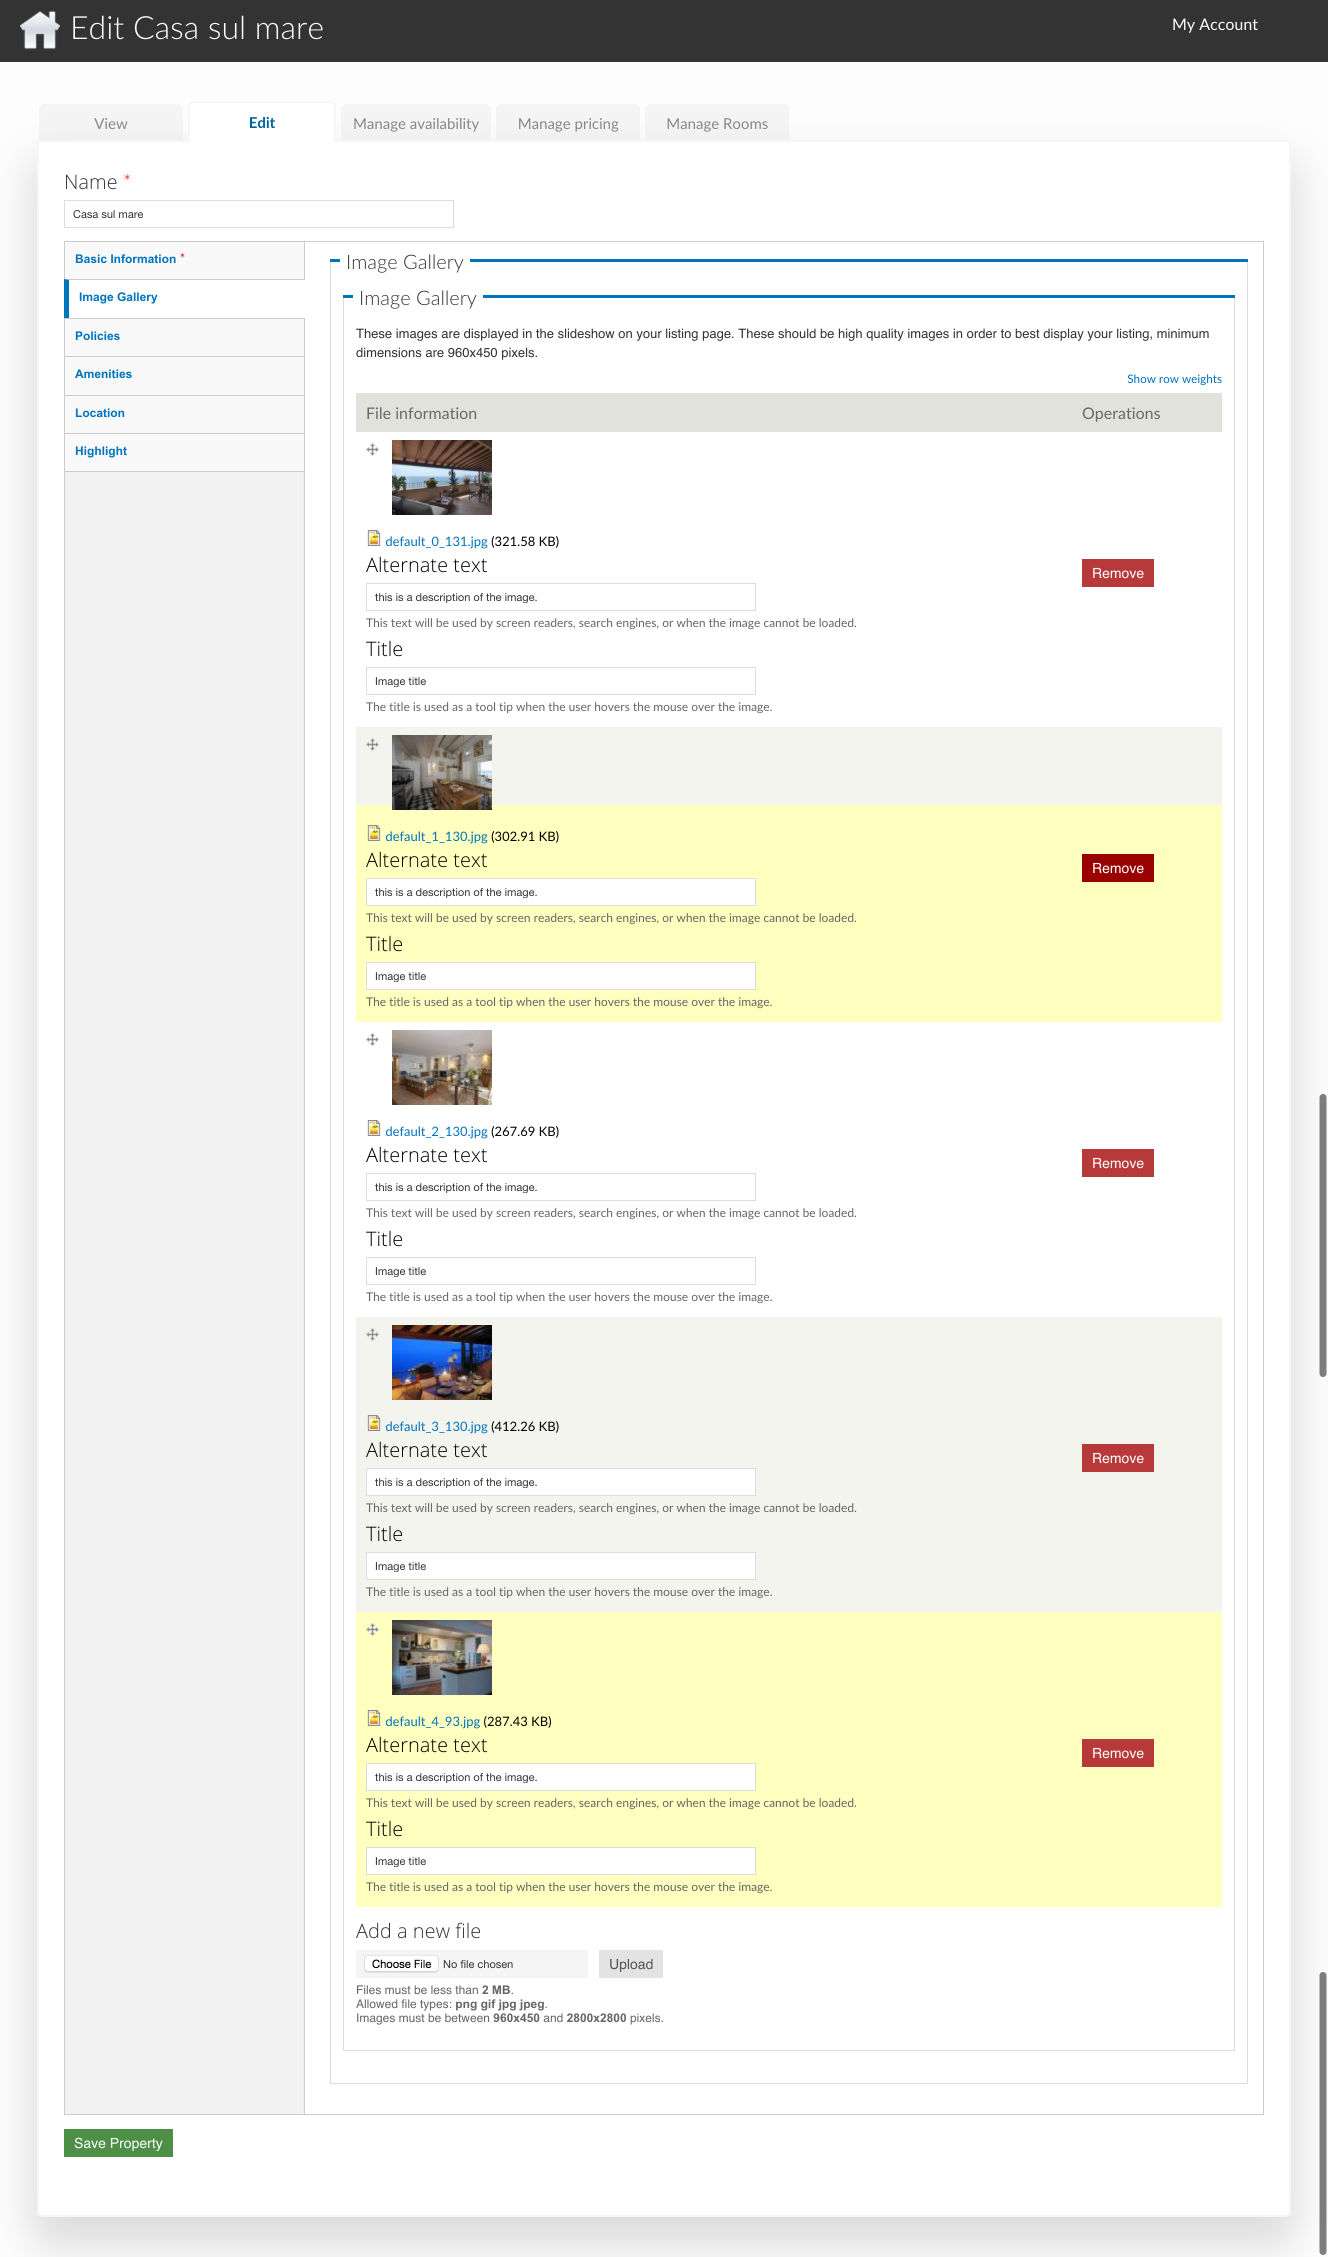 Edit Casa sul mare
My Account
View
Edit
Manage availability
Manage pricing
Manage Rooms
Name *
Casa sul mare
Basic Information *
Image Gallery
Policies
Amenities
Location
Highlight
Image Gallery
Image Gallery
These images are displayed in the slideshow on your listing page. These should be high quality images in order to best display your listing, minimum
dimensions are 960x450 pixels.
Show row weights
File information
Operations
default_0_131.jpg (321.58 KB)
Alternate text
Remove
this is a description of the image.
This text will be used by screen readers, search engines, or when the image cannot be loaded.
Title
Image title
The title is used as a tool tip when the user hovers the mouse over the image.
default_1_130.jpg (302.91 KB)
Alternate text
Remove
this is a description of the image.
This text will be used by screen readers, search engines, or when the image cannot be loaded.
Title
Image title
The title is used as a tool tip when the user hovers the mouse over the image.
default_2_130.jpg (267.69 KB)
Alternate text
Remove
this is a description of the image.
This text will be used by screen readers, search engines, or when the image cannot be loaded.
Title
Image title
The title is used as a tool tip when the user hovers the mouse over the image.
default_3_130.jpg (412.26 KB)
Alternate text
Remove
this is a description of the image.
This text will be used by screen readers, search engines, or when the image cannot be loaded.
Title
Image title
The title is used as a tool tip when the user hovers the mouse over the image.
default_4_93.jpg (287.43 KB)
Alternate text
Remove
this is a description of the image.
This text will be used by screen readers, search engines, or when the image cannot be loaded.
Title
Image title
The title is used as a tool tip when the user hovers the mouse over the image.
Add a new file
Choose File No file chosen
Upload
Files must be less than 2 MB.
Allowed file types: png gif jpg jpeg.
Images must be between 960x450 and 2800x2800 pixels.
Save Property